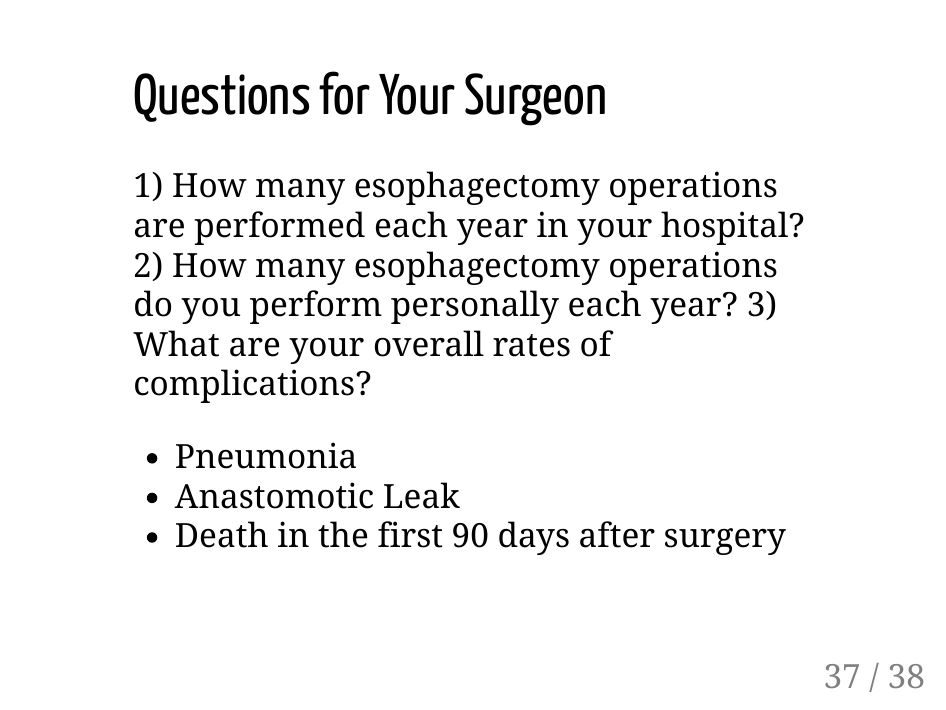 Questions for Your Surgeon
1) How many esophagectomy operations
are performed each year in your hospital?
2) How many esophagectomy operations
do you perform personally each year? 3)
What are your overall rates of
complications?
• Pneumonia
• Anastomotic Leak
• Death in the first 90 days after surgery
37 / 38